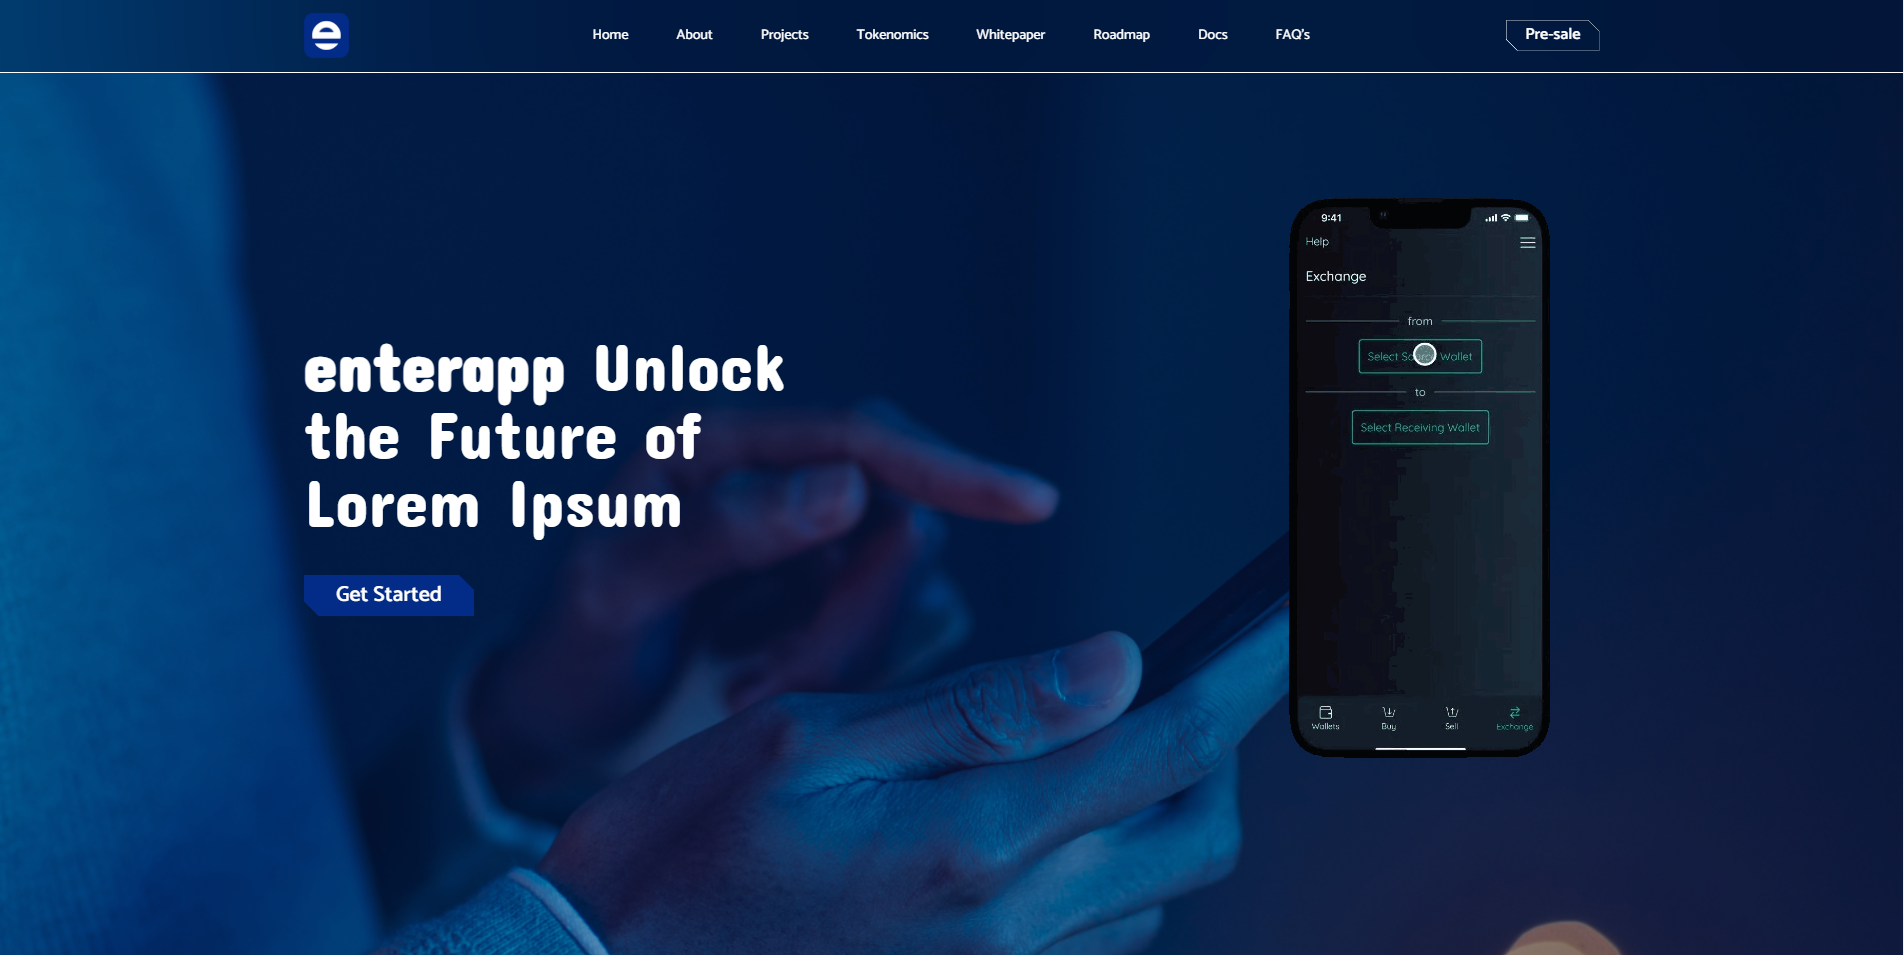 e
Home About Projects Tokenomics Whitepaper Roadmap Docs FAQ's Pre-sale
enterapp Unlock
the Future of
Lorem Ipsum
Get Started
9:41
Help
Exchange
from
Select Source Wallet
to
Select Receiving Wallet
Wallets Buy Sell Exchange